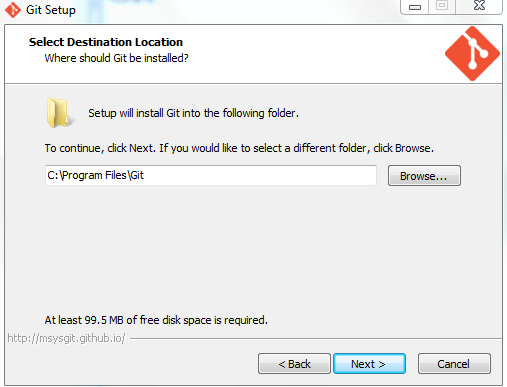 Git Setup
Select Destination Location
Where should Git be installed?
Setup will install Git into the following folder.
To continue, click Next. If you would like to select a different folder, click Browse.
C:\Program Files\Git
Browse...
At least 99.5 MB of free disk space is required.
http://msysgit.github.io/
< Back
Next >
Cancel